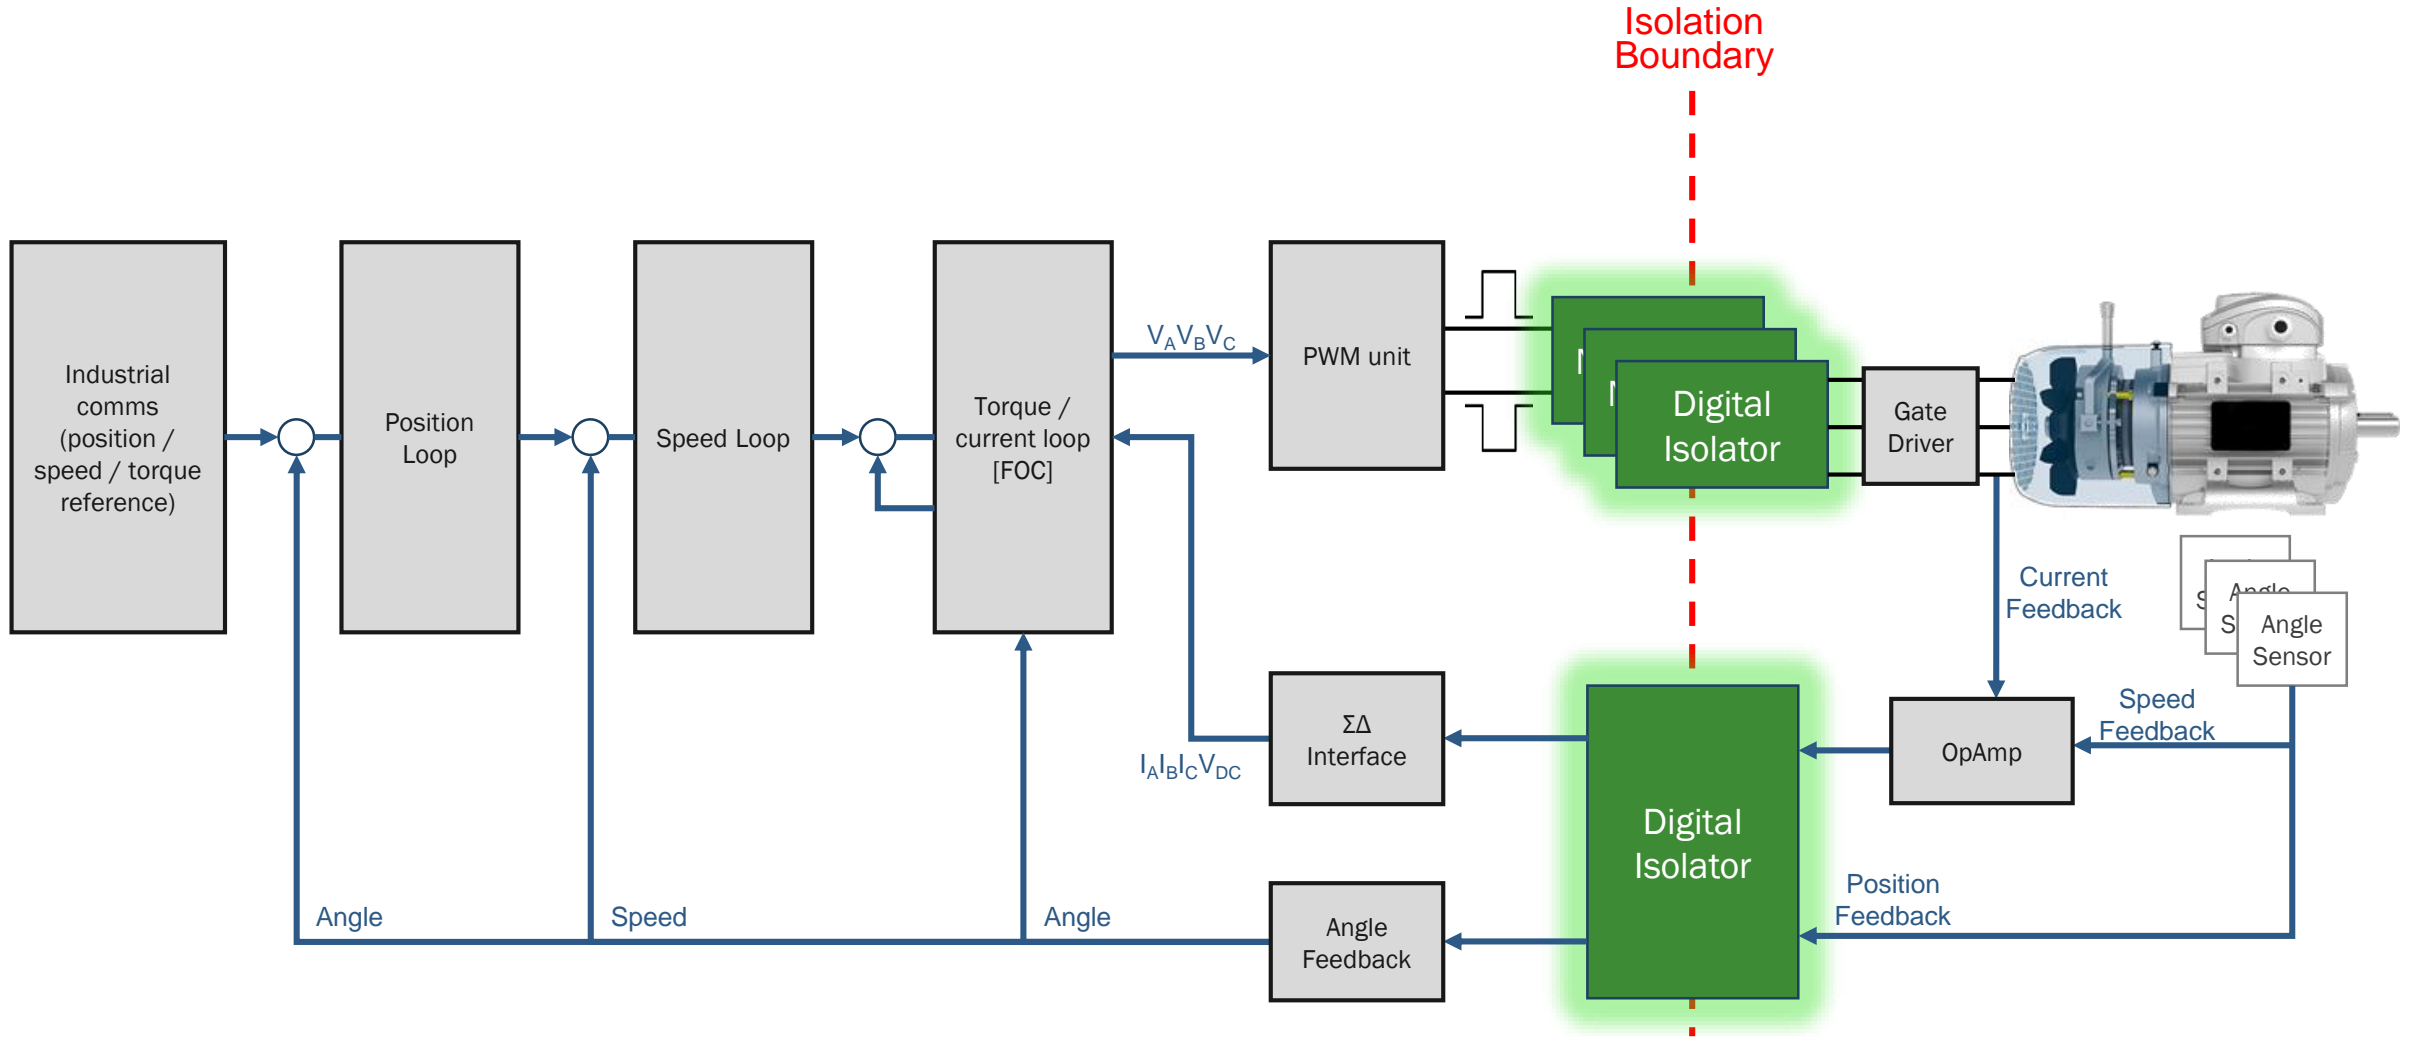 Isolation
Boundary
Industrial
comms
(position /
speed / torque
reference)
Position
Loop
Speed Loop
Torque /
current loop
[FOC]
VAVBVC
PWM unit
Digital
Isolator
Gate
Driver
Current
Feedback
Angle
Angle
Sensor
Speed
Feedback
OpAmp
ΣΔ
Interface
IAIBICVDC
Digital
Isolator
Position
Feedback
Angle
Feedback
Angle
Speed
Angle